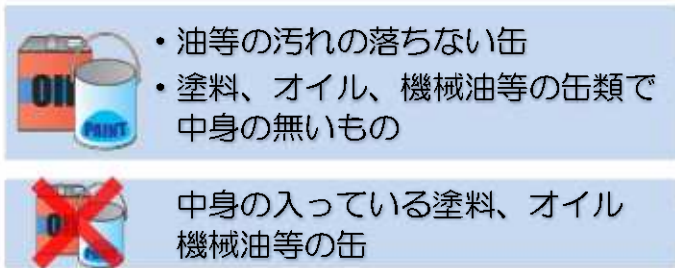 ・油等の汚れの落ちない缶
・塗料、オイル、機械油等の缶類で
中身の無いもの
OIL
PAINT
中身の入っている塗料、オイル
機械油等の缶